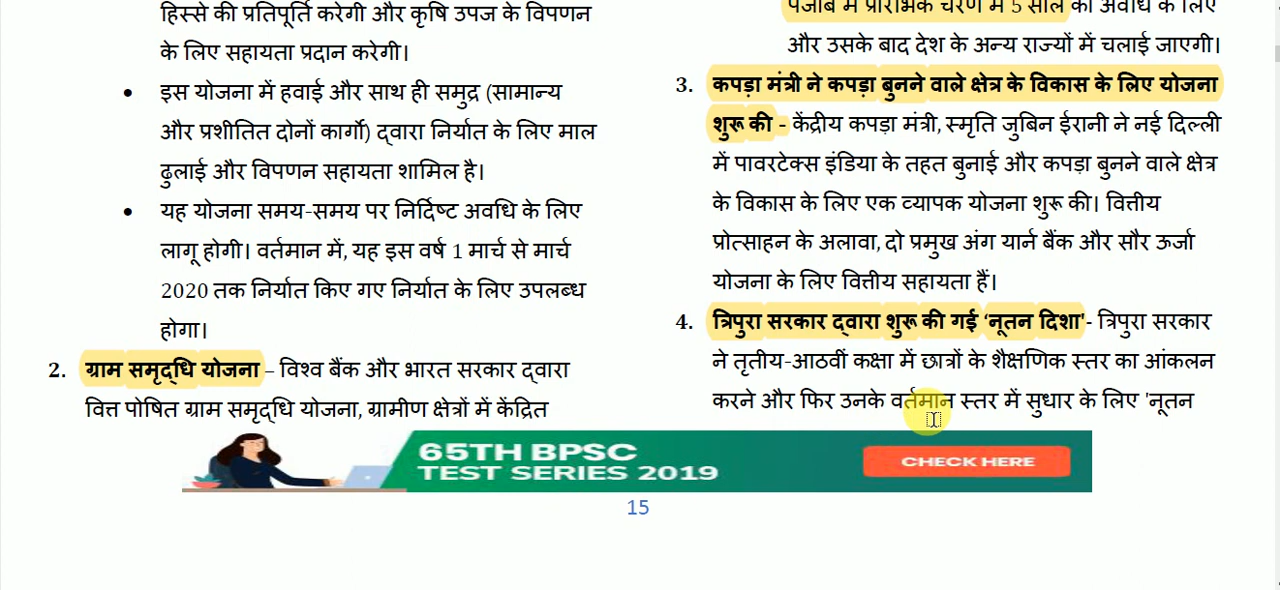 हिस्से की प्रतिपूर्ति करेगी और कृषि उपज के विपणन
के लिए सहायता प्रदान करेगी।
• इस योजना में हवाई और साथ ही समुद्र (सामान्य
और प्रशीतित दोनों कार्गो) द्वारा निर्यात के लिए माल
ढुलाई और विपणन सहायता शामिल है।
• यह योजना समय-समय पर निर्दिष्ट अवधि के लिए
लागू होगी। वर्तमान में, यह इस वर्ष 1 मार्च से मार्च
2020 तक निर्यात किए गए निर्यात के लिए उपलब्ध
होगा।
2. ग्राम समृद्धि योजना – विश्व बैंक और भारत सरकार द्वारा
वित्त पोषित ग्राम समृद्धि योजना, ग्रामीण क्षेत्रों में केंद्रित
पंजाब में प्रारंभिक चरण में 5 साल की अवधि के लिए
और उसके बाद देश के अन्य राज्यों में चलाई जाएगी।
3. कपड़ा मंत्री ने कपड़ा बुनने वाले क्षेत्र के विकास के लिए योजना
शुरू की - केंद्रीय कपड़ा मंत्री, स्मृति जुबिन ईरानी ने नई दिल्ली
में पावरटेक्स इंडिया के तहत बुनाई और कपड़ा बुनने वाले क्षेत्र
के विकास के लिए एक व्यापक योजना शुरू की। वित्तीय
प्रोत्साहन के अलावा, दो प्रमुख अंग यार्न बैंक और सौर ऊर्जा
योजना के लिए वित्तीय सहायता हैं।
4. त्रिपुरा सरकार द्वारा शुरू की गई ‘नूतन दिशा'- त्रिपुरा सरकार
ने तृतीय-आठवीं कक्षा में छात्रों के शैक्षणिक स्तर का आंकलन
करने और फिर उनके वर्तमान स्तर में सुधार के लिए 'नूतन
65TH BPSC
TEST SERIES 2019
CHECK HERE
15